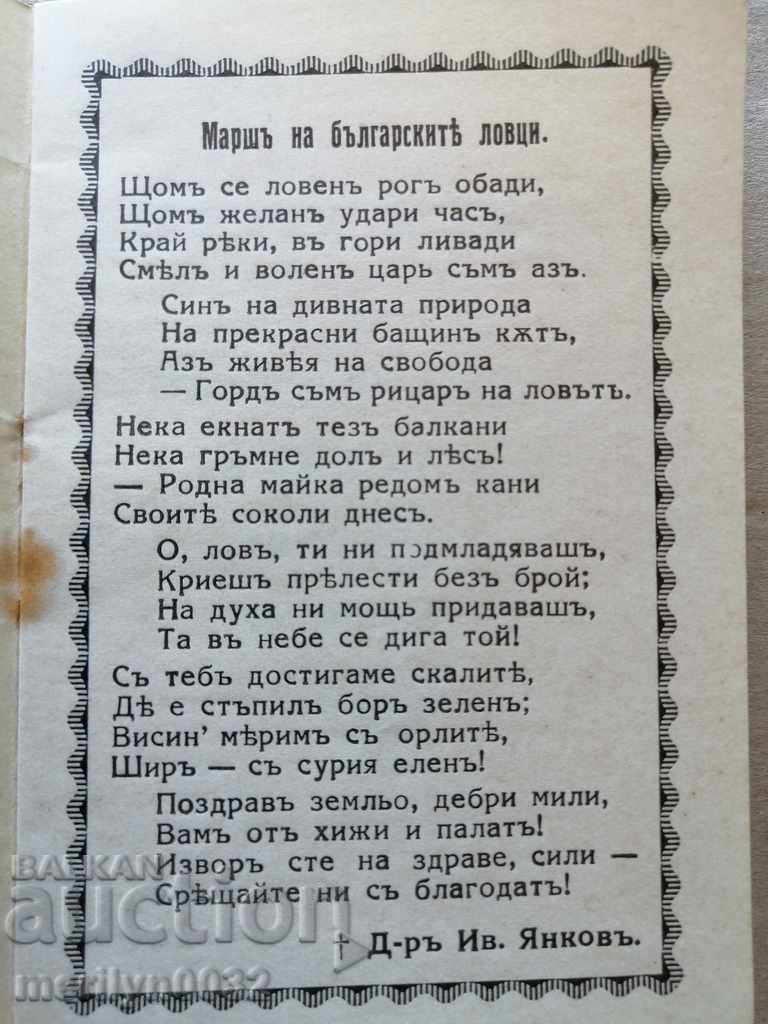 Маршъ на българскитѣ ловци.
Щомъ се ловенъ рогъ обади,
Щомъ желан​ъ удари часъ,
Край рѣки, въ гори ливади
Смѣлъ и воленъ царь съмъ азъ.
Синъ на дивната природа
На прекрасни бащинъ кѫтъ,
Азъ живѣя на свобода
— Гордъ съмъ рицаръ на ловътъ.
Нека екнатъ тезъ балкани
Нека гръмне долъ и лѣсъ!
— Родна майка редомъ кани
Своитѣ соколи днесъ.
О, ловъ, ти ни подмладявашъ,
Криешъ прѣлести безъ брой;
На духа ни мощь придавашъ,
Та въ небе се дига той!
Съ тебъ достигаме скалитѣ,
Дѣ е стъпилъ боръ зеленъ;
Висин' мѣримъ съ орлитѣ,
Ширъ — съ сурия еленъ!
Поздравъ земльо, дебри мили,
Вамъ отъ хижи и палатъ!
Изворъ сте на здраве, сили —
Срѣщайте ни съ благодатъ!
† Д-ръ Ив. Янковъ.
BALKAN
auction
merilyn0032